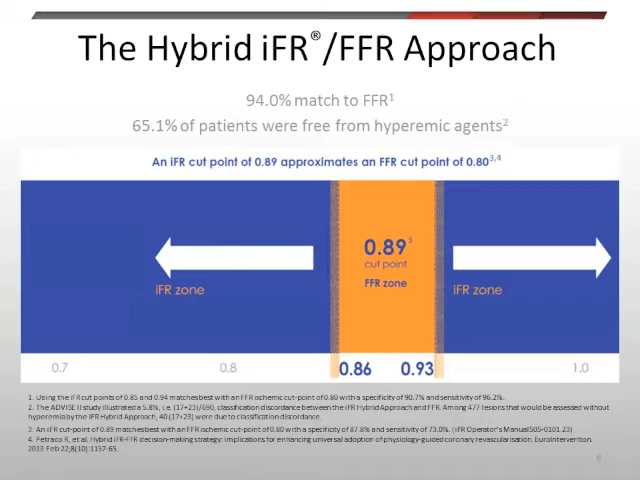 The Hybrid iFR®/FFR Approach
94.0% match to FFR1
65.1% of patients were free from hyperemic agents2
An iFR cut point of 0.89 approximates an FFR cut point of 0.803,4
0.893
cut point
FFR zone
iFR zone
iFR zone
0.7 0.8 0.86 0.93 1.0
1. Using the iFR cut points of 0.85 and 0.94 matches best with an FFR ischemic cut-point of 0.80 with a specificity of 90.7% and sensitivity of 96.2%.
2. The ADVISE II study illustrated a 5.8%, i.e. (17+23)/690, classification discordance between the iFR Hybrid Approach and FFR. Among 477 lesions that would be assessed without
hyperemia by the iFR Hybrid Approach, 40 (17+23) were due to classification discordance.
3. An iFR cut-point of 0.89 matches best with an FFR ischemic cut-point of 0.80 with a specificity of 87.8% and sensitivity of 73.0%. (iFR Operator's Manual 505-0101.23)
4. Petraco R, et al. Hybrid iFR-FFR decision-making strategy: implications for enhancing universal adoption of physiology-guided coronary revascularisation. EuroIntervention.
2013 Feb 22;8(10):1157-65.
8